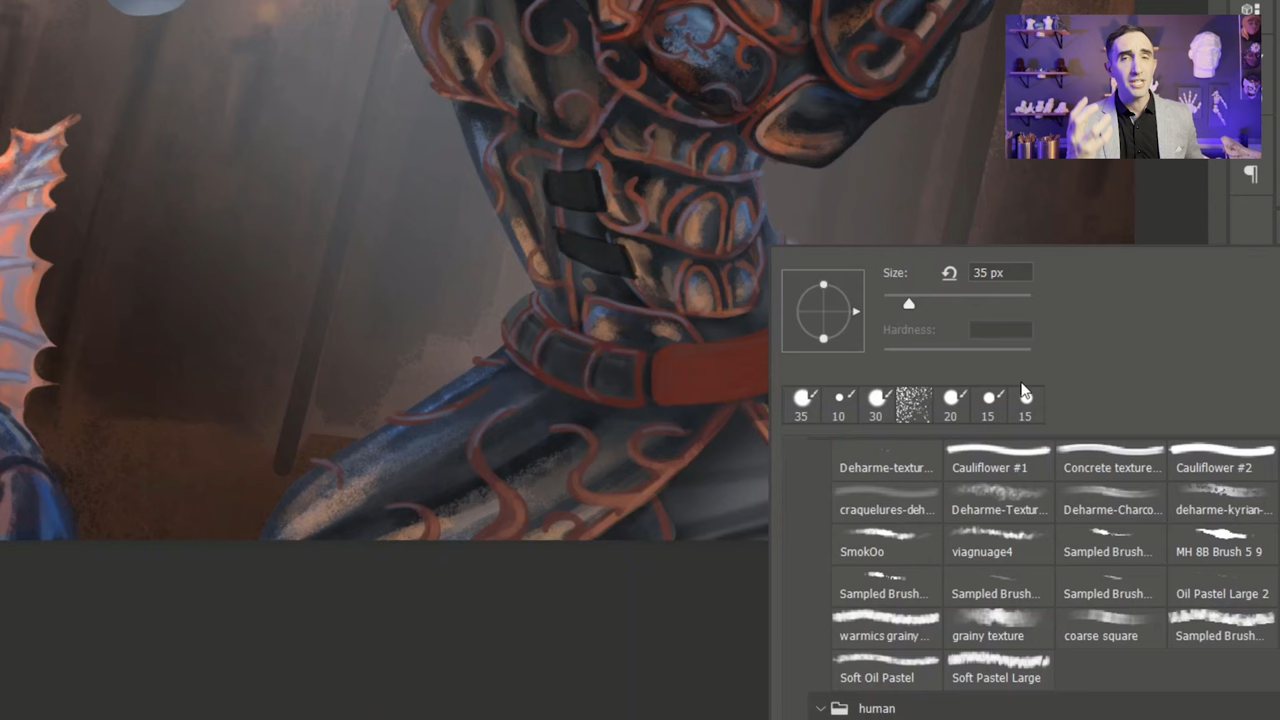 Size: 35 px
Hardness:
35 10 30 20 15 15
Deharme-textur... Cauliflower #1 Concrete texture... Cauliflower #2
craquelures-deh... Deharme-Textur... Deharme-Charco... deharme-kyrian-...
SmokOo viagnuage4 Sampled Brush... MH 8B Brush 5 9
Sampled Brush... Sampled Brush... Sampled Brush... Oil Pastel Large 2
warmics grainy ... grainy texture coarse square Sampled Brush...
Soft Oil Pastel Soft Pastel Large
human